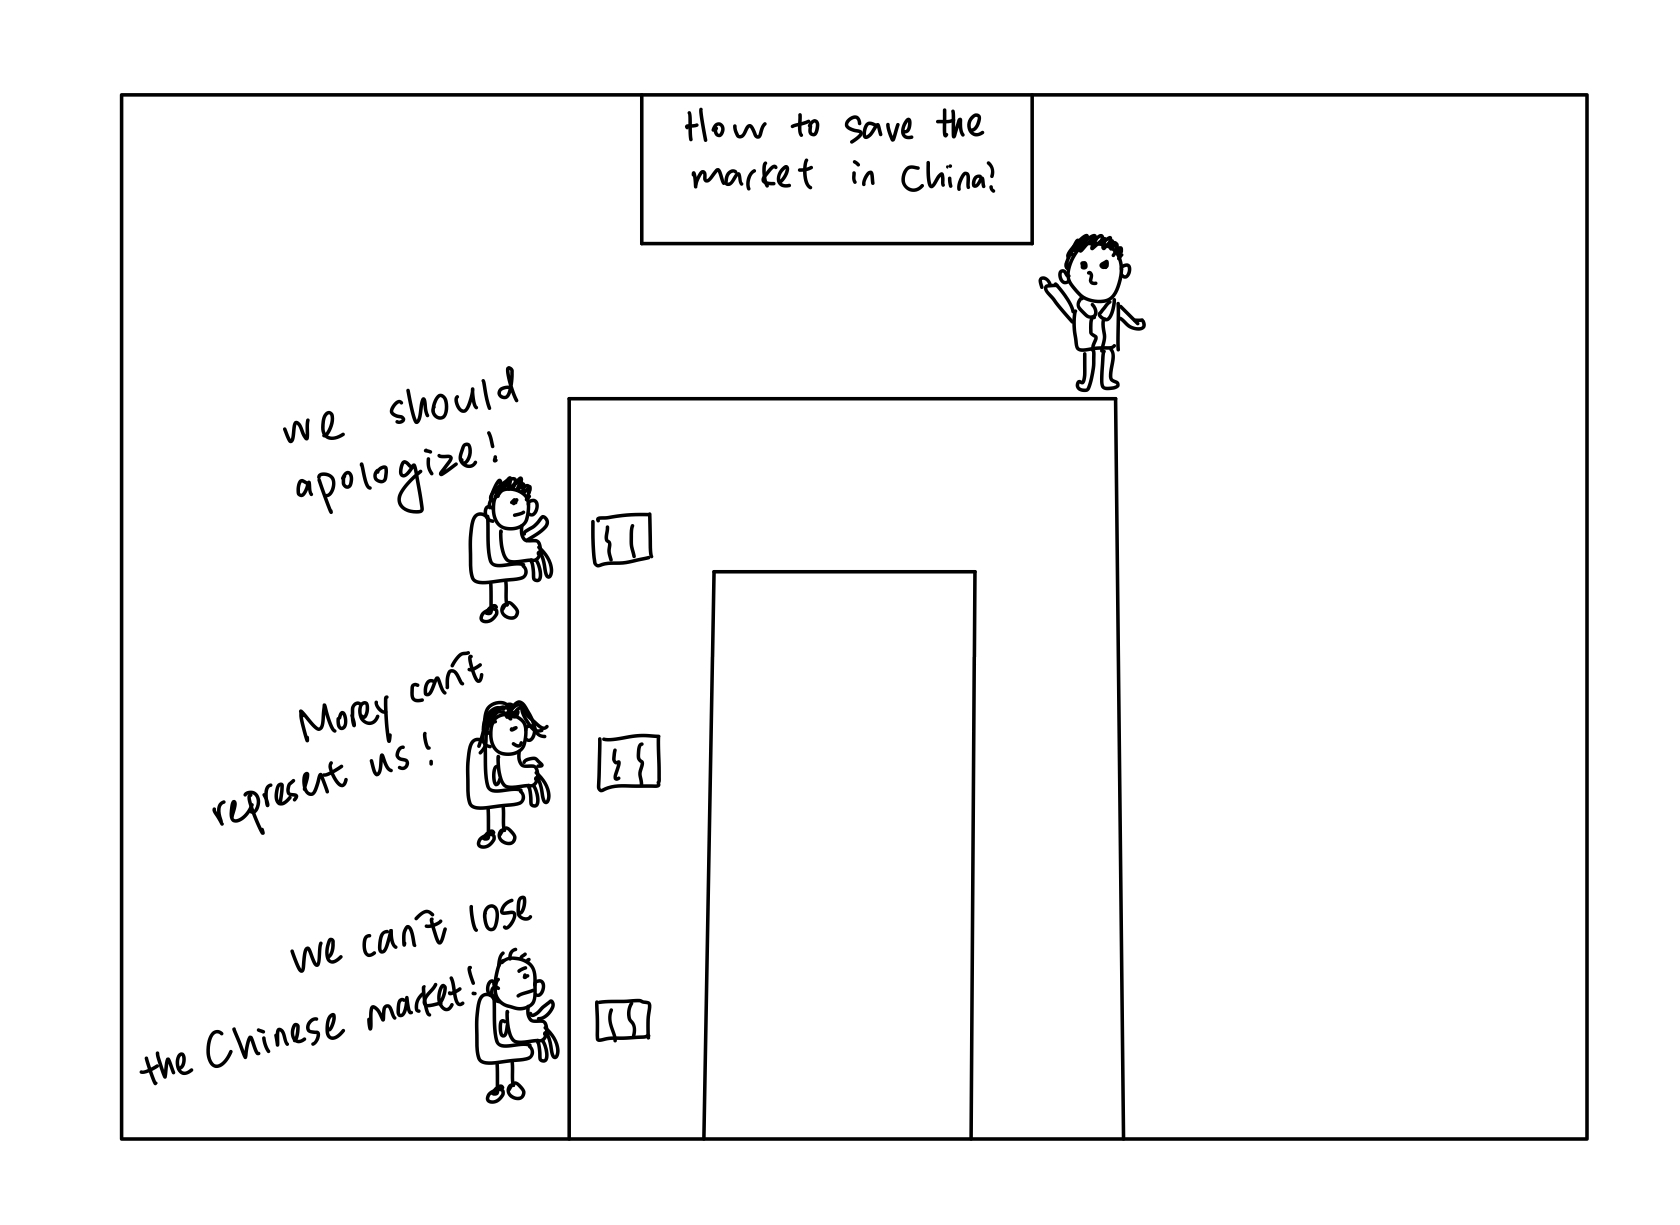 How to save the
market in China?
we should
apologize!
Morey can't
represent us!
we can't lose
the Chinese market!